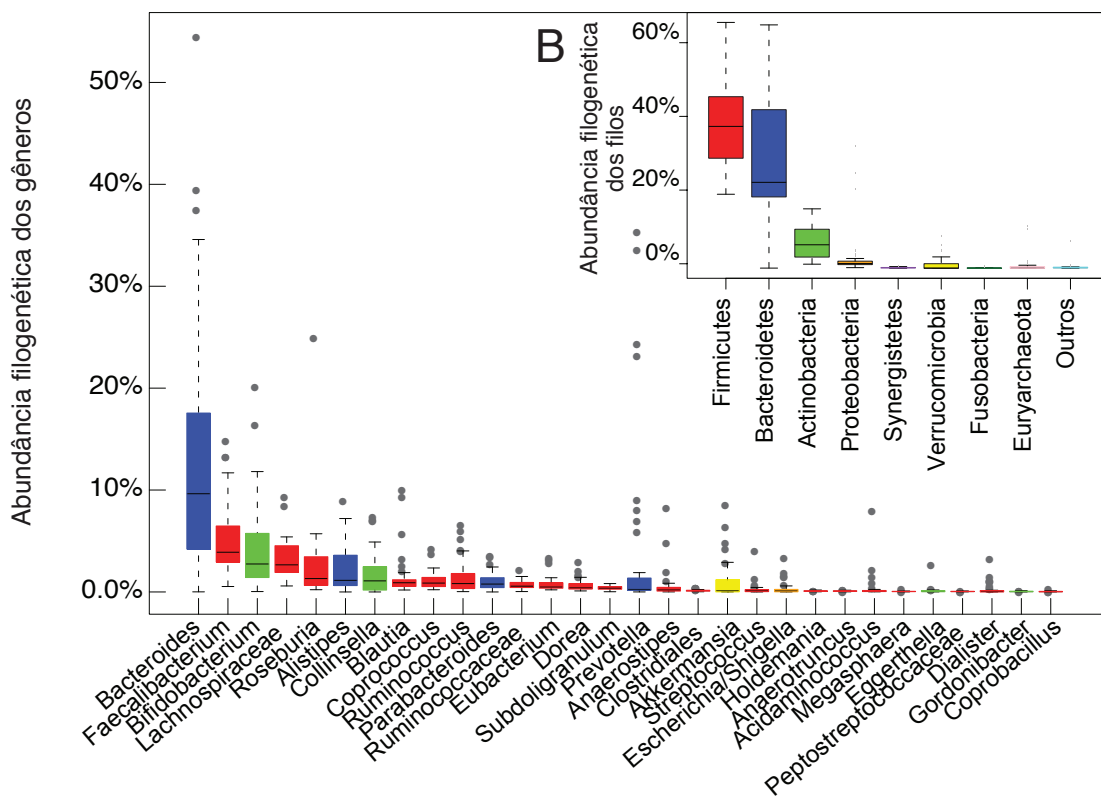 Abundância filogenética dos gêneros
50%
40%
30%
20%
10%
0.0%
Bacteroides
Faecalibacterium
Bifidobacterium
Lachnospiraceae
Roseburia
Alistipes
Collinsella
Blautia
Coprococcus
Ruminococcus
Parabacteroides
Ruminococcaceae
Eubacterium
Dorea
Subdoligranulum
Prevotella
Anaerostipes
Clostridiales
Akkermansia
Streptococcus
Escherichia/Shigella
Holdemania
Anaerotruncus
Acidaminococcus
Megasphaera
Eggerthella
Peptostreptococcaceae
Dialister
Gordonibacter
Coprobacillus
B
Abundância filogenética
dos filos
60%
40%
20%
0%
Firmicutes
Bacteroidetes
Actinobacteria
Proteobacteria
Synergistetes
Verrucomicrobia
Fusobacteria
Euryarchaeota
Outros